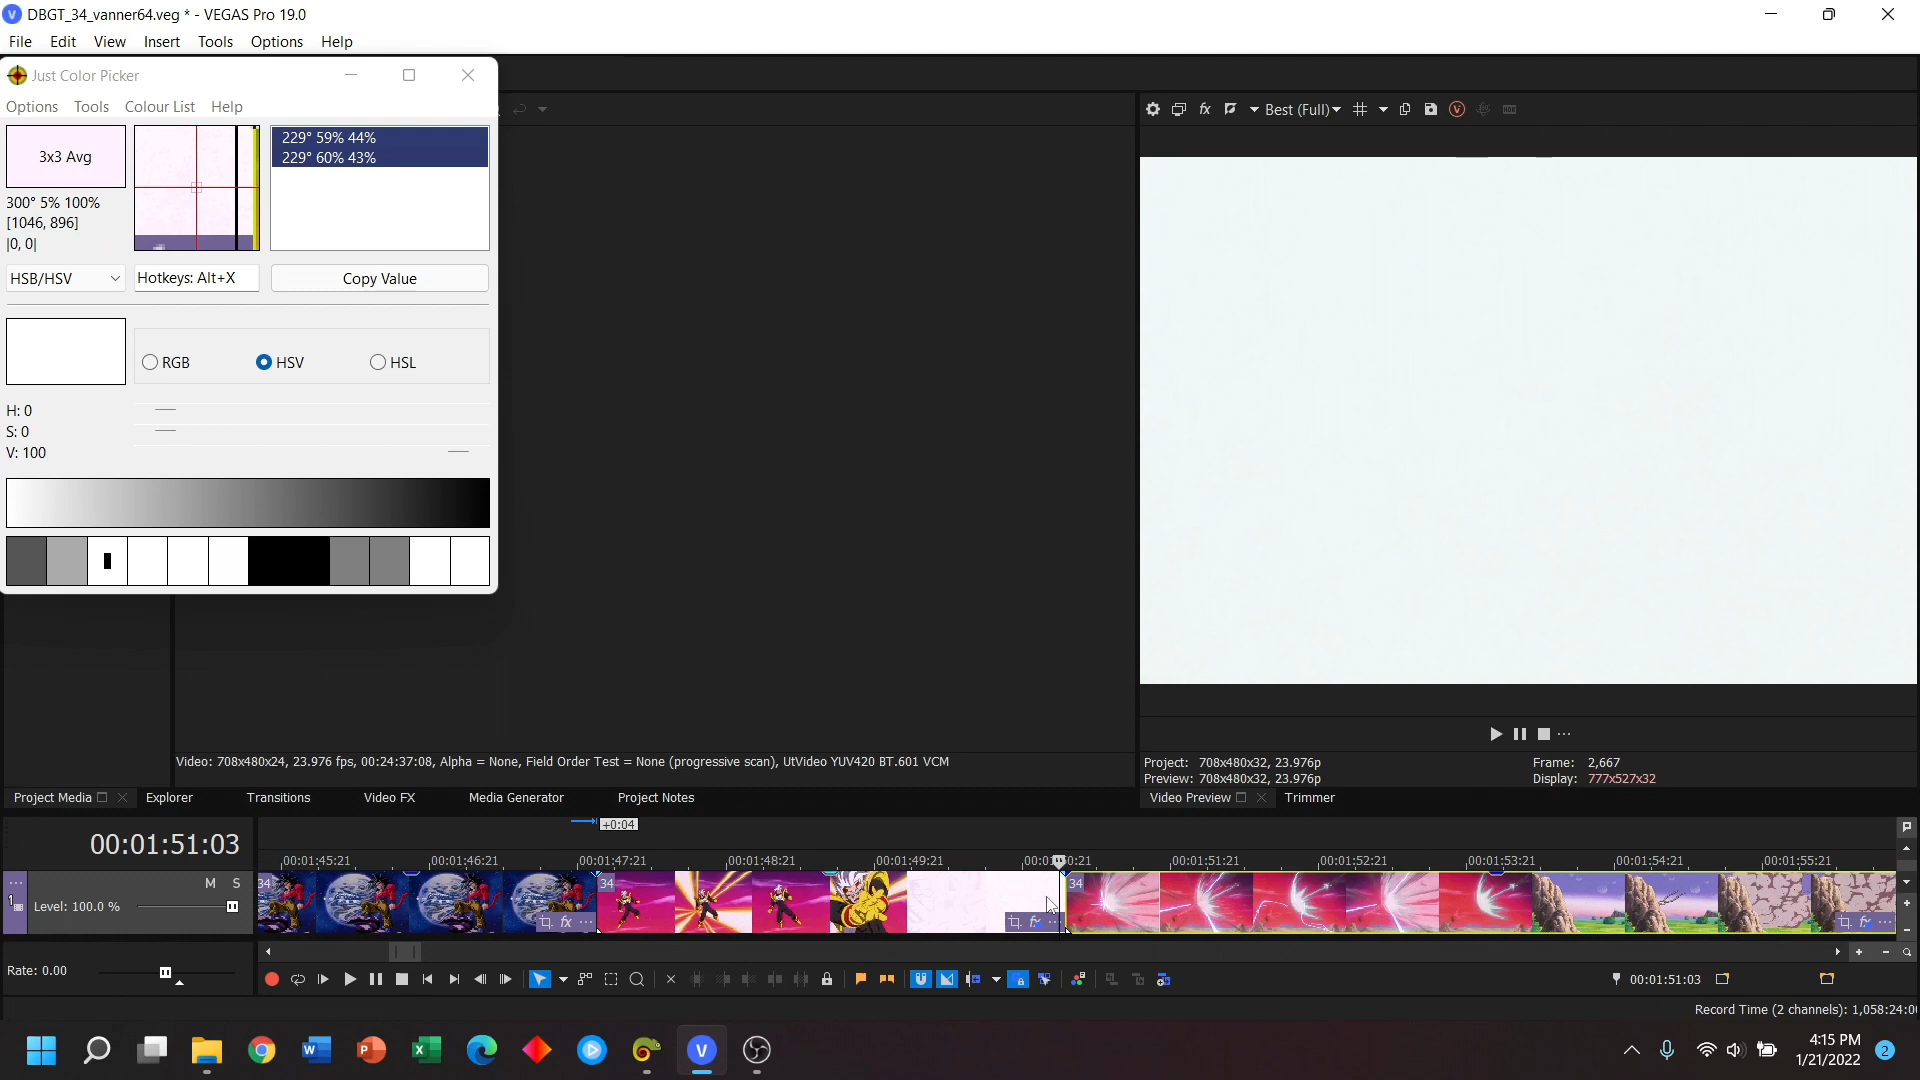 DBGT_34_vanner64.veg * - VEGAS Pro 19.0
File Edit View Insert Tools Options Help
Just Color Picker
Options Tools Colour List Help
Best (Full)
3x3 Avg
229° 59% 44%
229° 60% 43%
300° 5% 100%
[1046, 896]
|0, 0|
HSB/HSV
Hotkeys: Alt+X
Copy Value
RGB
HSV
HSL
H: 0
S: 0
V: 100
Video: 708x480x24, 23.976 fps, 00:24:37:08, Alpha = None, Field Order Test = None (progressive scan), UtVideo YUV420 BT.601 VCM
Project: 708x480x32, 23.976p
Frame: 2,667
Preview: 708x480x32, 23.976p
Display: 777x527x32
Project Media
Explorer
Transitions
Video FX
Media Generator
Project Notes
Video Preview
Trimmer
+0:04
00:01:51:03
00:01:45:21
00:01:46:21
00:01:47:21
00:01:48:21
00:01:49:21
00:01:51:21
00:01:52:21
00:01:53:21
00:01:54:21
00:01:55:21
M
S
34
34
34
1
Level: 100.0 %
Rate: 0.00
00:01:51:03
Record Time (2 channels): 1,058:24:0
4:15 PM
1/21/2022
2